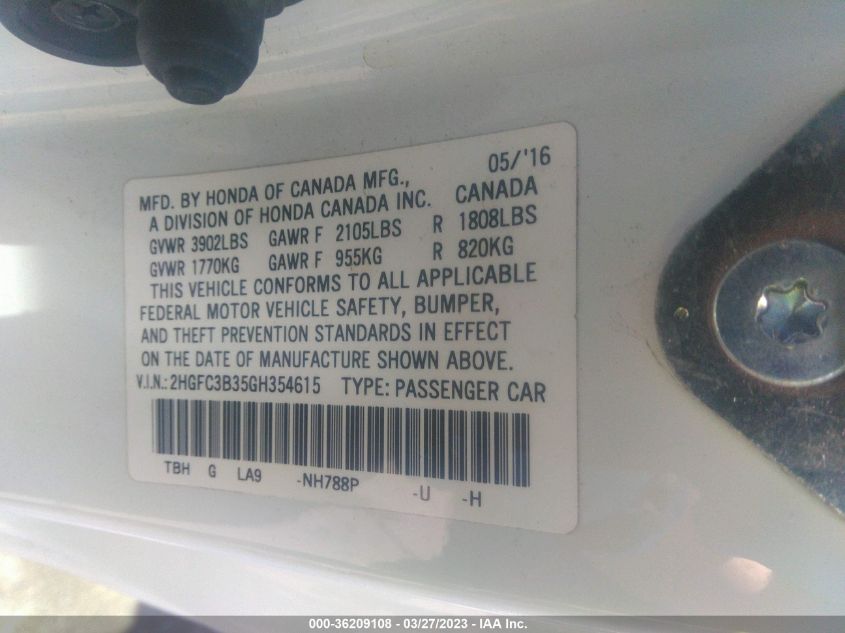 05/'16
MFD. BY HONDA OF CANADA MFG.,
A DIVISION OF HONDA CANADA INC. CANADA
GVWR 3902LBS GAWR F 2105LBS R 1808LBS
GVWR 1770KG GAWR F 955KG R 820KG
THIS VEHICLE CONFORMS TO ALL APPLICABLE
FEDERAL MOTOR VEHICLE SAFETY, BUMPER,
AND THEFT PREVENTION STANDARDS IN EFFECT
ON THE DATE OF MANUFACTURE SHOWN ABOVE.
V.I.N.: 2HGFC3B35GH354615 TYPE: PASSENGER CAR
TBH G LA9 -NH788P -U -H
000-36209108 - 03/27/2023 - IAA Inc.